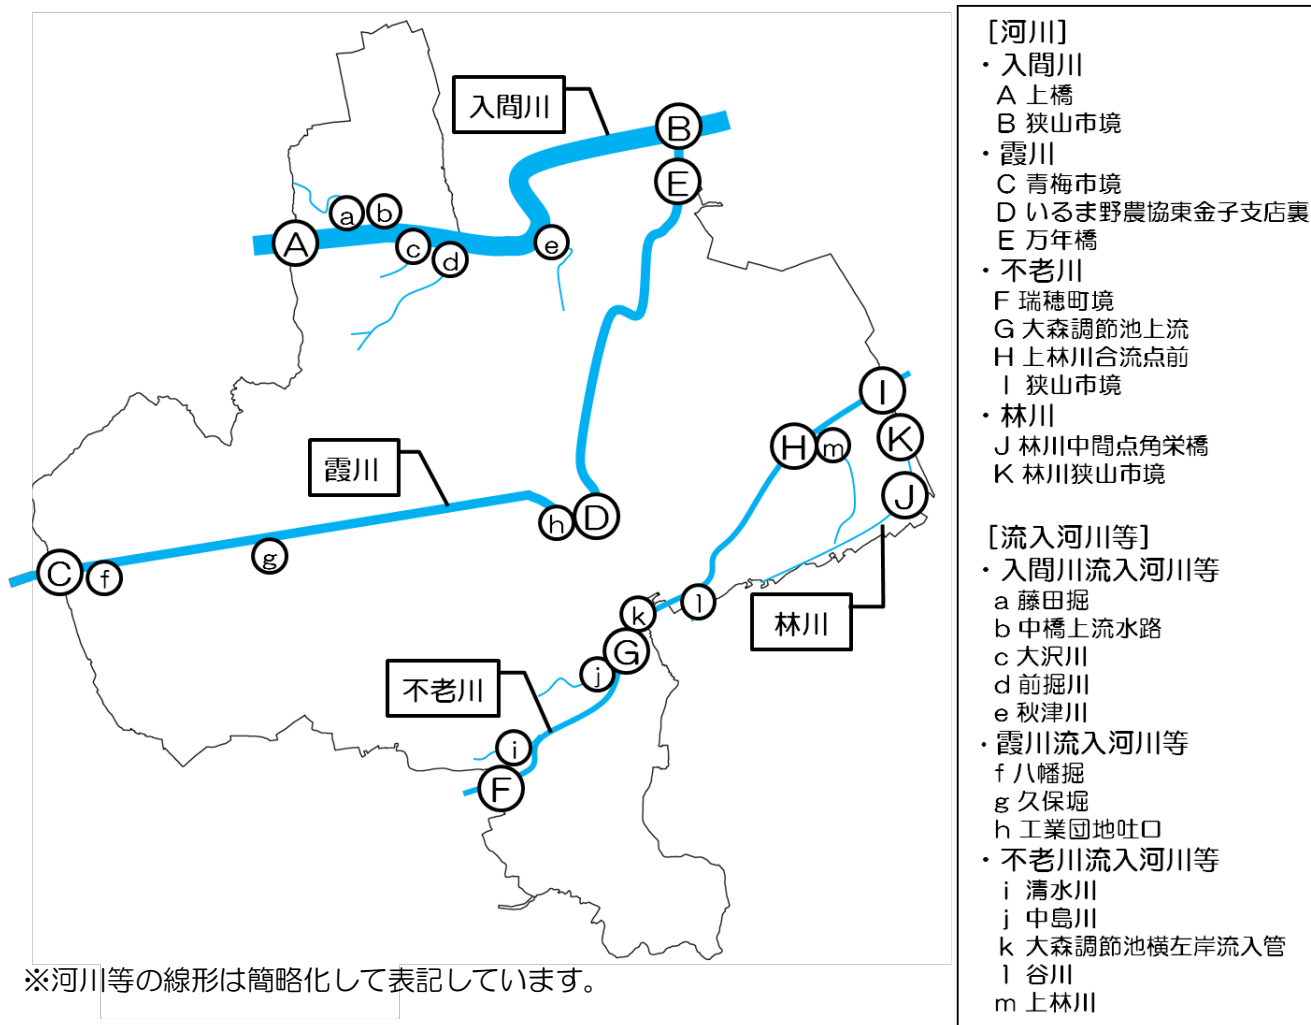 入間川
B
E
a
b
A
c
d
e
I
H
m
K
霞川
J
h
D
g
C
f
k
l
林川
G
j
不老川
i
F
※河川等の線形は簡略化して表記しています。
［河川］
・入間川
A 上橋
B 狭山市境
・霞川
C 青梅市境
D いるま野農協東金子支店裏
E 万年橋
・不老川
F 瑞穂町境
G 大森調節池上流
H 上林川合流点前
I 狭山市境
・林川
J 林川中間点角栄橋
K 林川狭山市境
［流入河川等］
・入間川流入河川等
a 藤田堀
b 中橋上流水路
c 大沢川
d 前堀川
e 秋津川
・霞川流入河川等
f 八幡堀
g 久保堀
h 工業団地吐口
・不老川流入河川等
i 清水川
j 中島川
k 大森調節池横左岸流入管
l 谷川
m 上林川